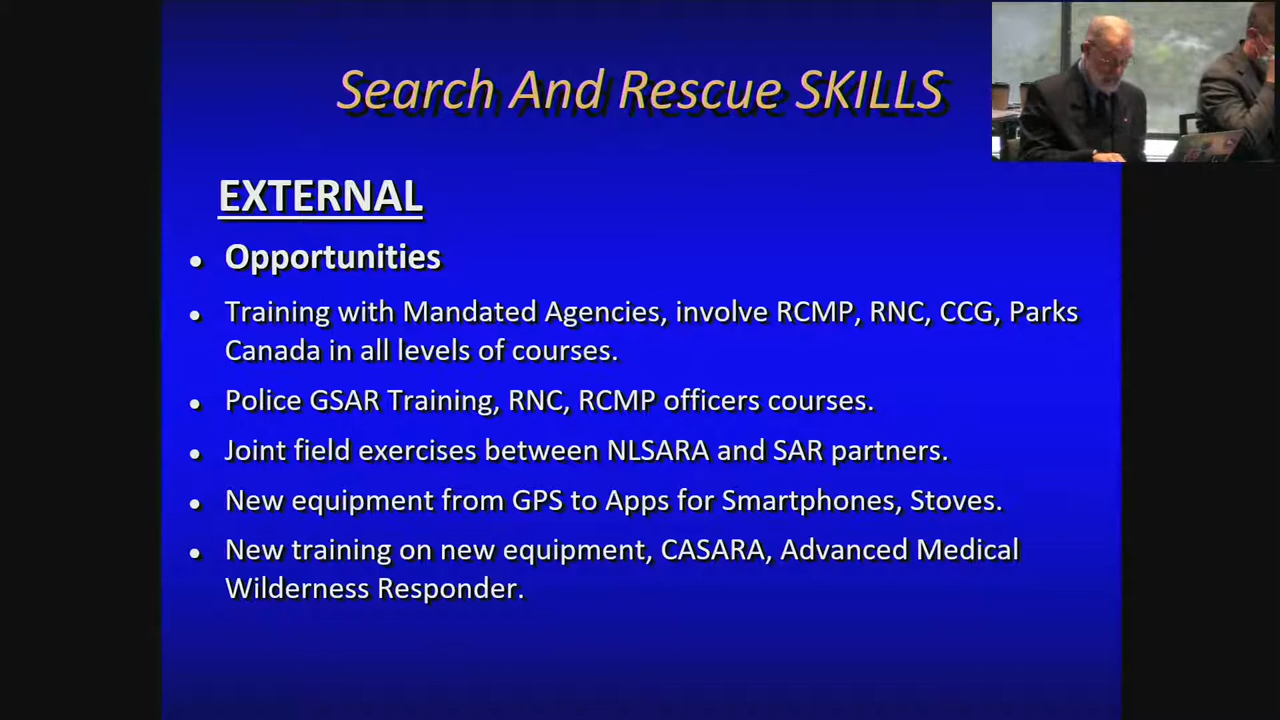 Search And Rescue SKILLS
EXTERNAL
Opportunities
Training with Mandated Agencies, involve RCMP, RNC, CCG, Parks
Canada in all levels of courses.
Police GSAR Training, RNC, RCMP officers courses.
Joint field exercises between NLSARA and SAR partners.
New equipment from GPS to Apps for Smartphones, Stoves.
New training on new equipment, CASARA, Advanced Medical
Wilderness Responder.